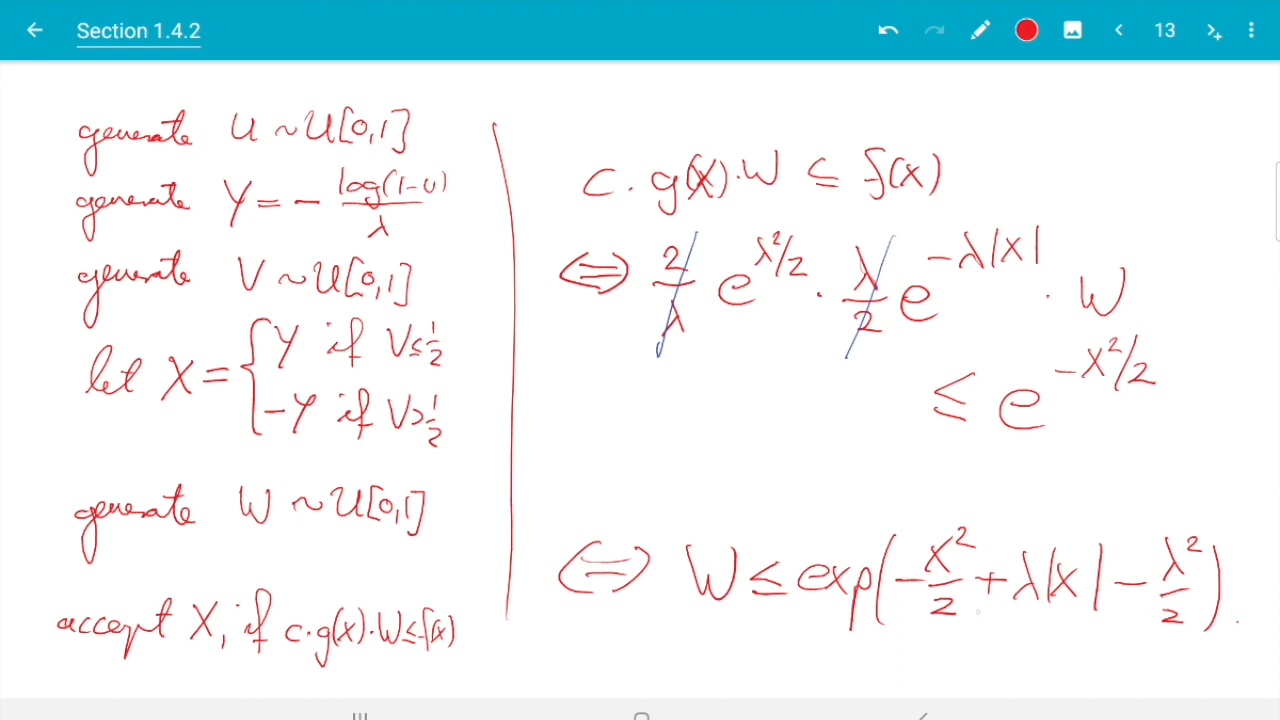 Section 1.4.2
13
generate U ~ U[0,1]
generate Y = - log(1-U)/λ
generate V ~ U[0,1]
let X = { Y if V ≤ 1/2
-Y if V > 1/2
generate W ~ U[0,1]
accept X, if c·g(x)·W ≤ f(x)
c · g(X) · W ≤ f(X)
⇔ 2/λ e^{λ²/2} · λ/2 e^{-λ|X|} · W
≤ e^{-X²/2}
⇔ W ≤ exp(-X²/2 + λ|X| - λ²/2).